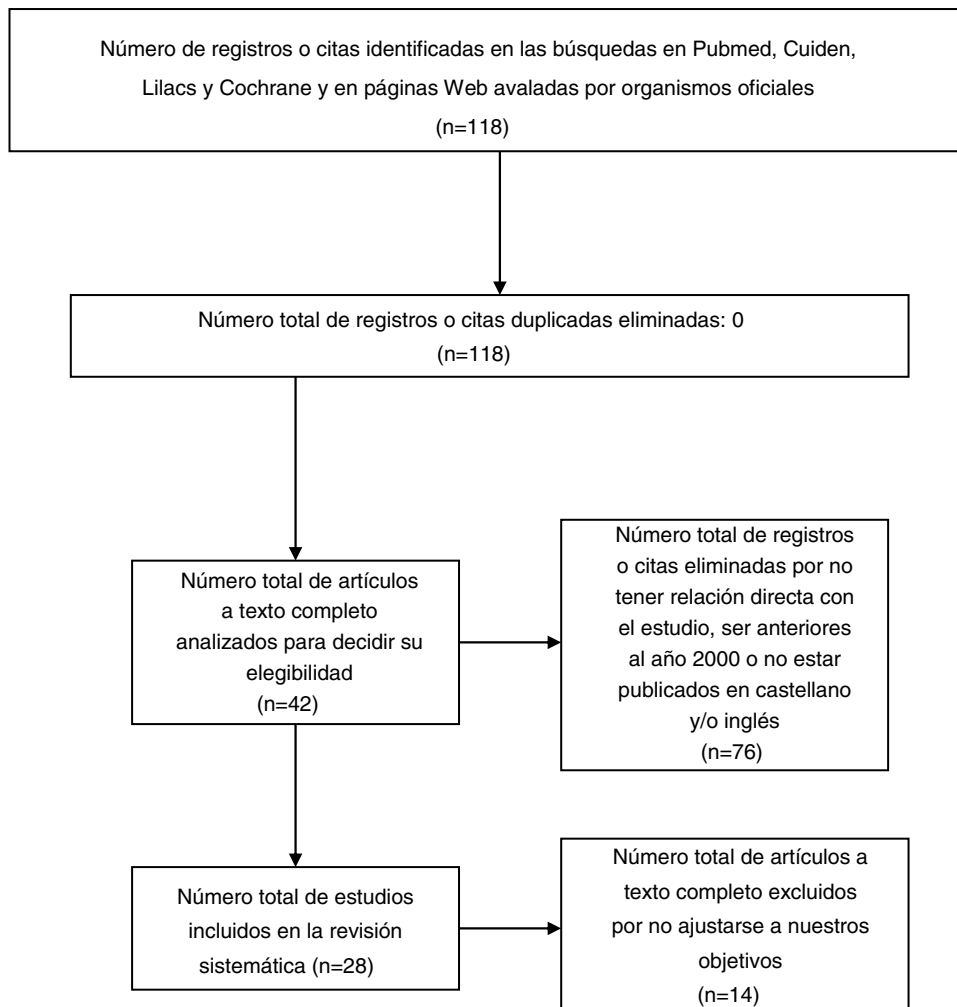 Número de registros o citas identificadas en las búsquedas en Pubmed, Cuiden,
Lilacs y Cochrane y en páginas Web avaladas por organismos oficiales
(n=118)
Número total de registros o citas duplicadas eliminadas: 0
(n=118)
Número total de artículos
a texto completo
analizados para decidir su
elegibilidad
(n=42)
Número total de registros
o citas eliminadas por no
tener relación directa con
el estudio, ser anteriores
al año 2000 o no estar
publicados en castellano
y/o inglés
(n=76)
Número total de estudios
incluidos en la revisión
sistemática (n=28)
Número total de artículos a
texto completo excluidos
por no ajustarse a nuestros
objetivos
(n=14)